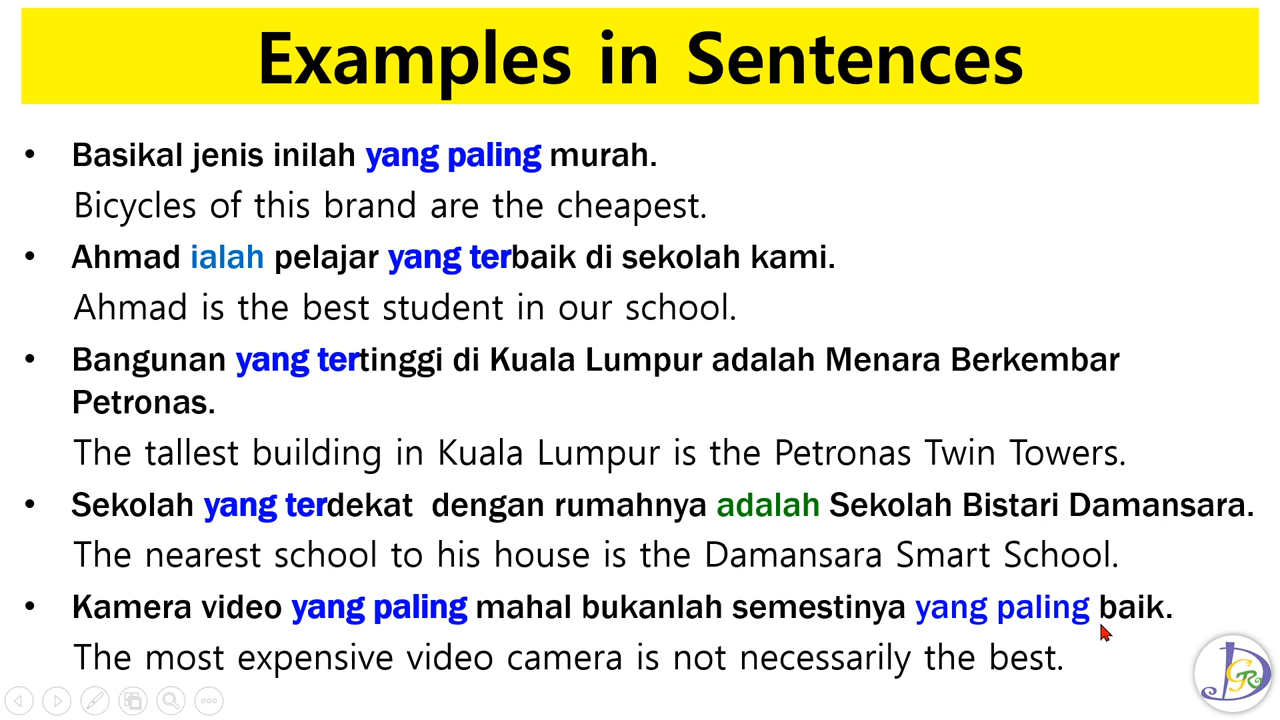 Examples in Sentences
• Basikal jenis inilah yang paling murah.
Bicycles of this brand are the cheapest.
• Ahmad ialah pelajar yang terbaik di sekolah kami.
Ahmad is the best student in our school.
• Bangunan yang tertinggi di Kuala Lumpur adalah Menara Berkembar
Petronas.
The tallest building in Kuala Lumpur is the Petronas Twin Towers.
• Sekolah yang terdekat dengan rumahnya adalah Sekolah Bistari Damansara.
The nearest school to his house is the Damansara Smart School.
• Kamera video yang paling mahal bukanlah semestinya yang paling baik.
The most expensive video camera is not necessarily the best.